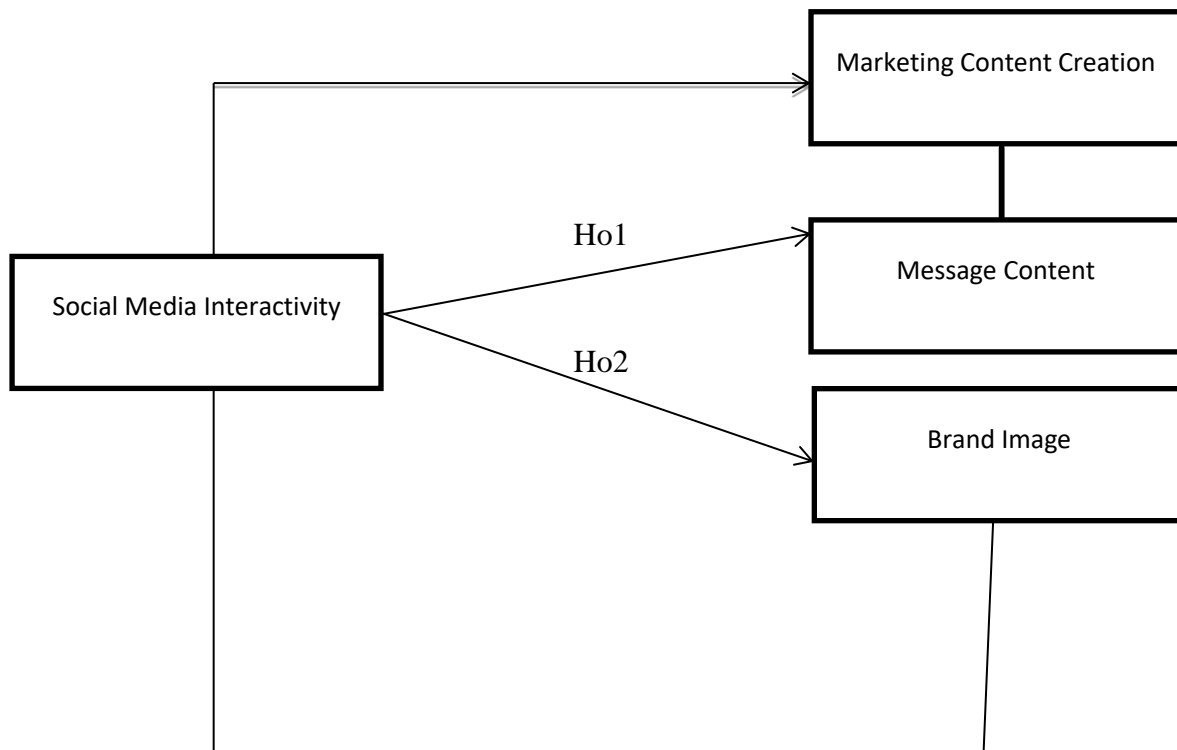 Marketing Content Creation
Ho1
Message Content
Social Media Interactivity
Ho2
Brand Image